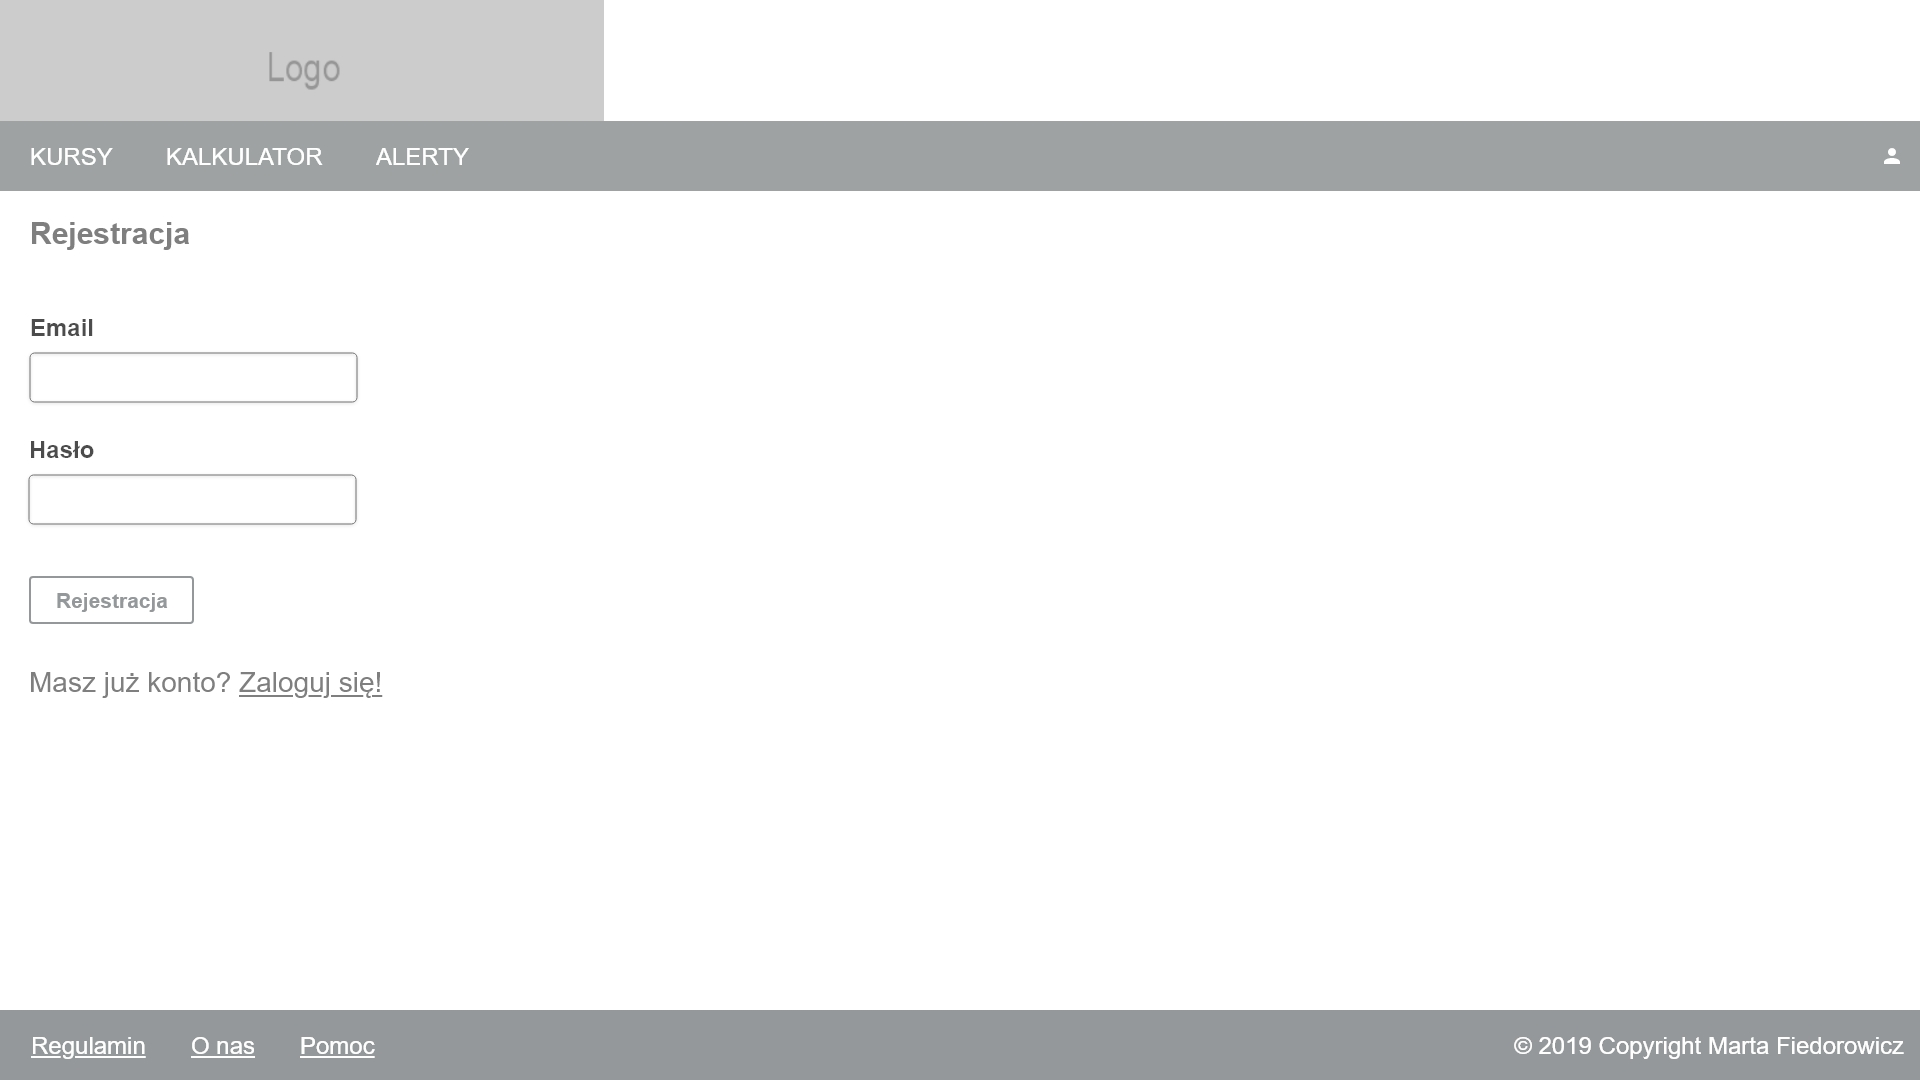 Logo
KURSY KALKULATOR ALERTY
Rejestracja
Email
Hasło
Rejestracja
Masz już konto? Zaloguj się!
Regulamin O nas Pomoc © 2019 Copyright Marta Fiedorowicz